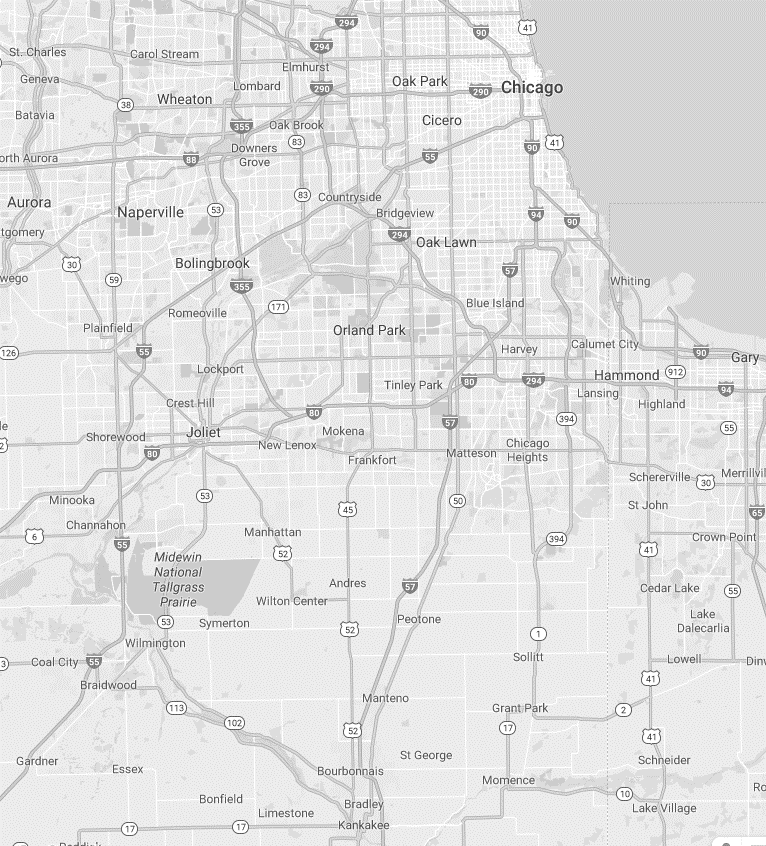 294
90
41
St. Charles
Carol Stream
294
Elmhurst
Geneva
Lombard
290
Oak Park
290
Chicago
Wheaton
38
Batavia
355
Oak Brook
Cicero
83
90
41
55
Downers
Grove
orth Aurora
88
83
Countryside
Aurora
Naperville
53
Bridgeview
94
90
tgomery
294
Oak Lawn
30
Bolingbrook
57
wego
59
355
Whiting
171
Blue Island
Romeoville
Plainfield
Orland Park
126
55
Harvey
Calumet City
90
Gary
Lockport
Hammond
912
Tinley Park
80
294
94
Lansing
Crest Hill
80
Highland
le
57
394
55
Shorewood
Joliet
New Lenox
Mokena
2
80
Frankfort
Matteson
Chicago
Heights
Schererville
Merrillvil
30
Minooka
53
45
50
St John
65
Channahon
6
Manhattan
394
Crown Point
55
52
41
Midewin
National
Tallgrass
Prairie
Andres
57
Cedar Lake
55
Wilton Center
53
Symerton
52
Peotone
Lake
Dalecarlia
1
Wilmington
Sollitt
3
Coal City
55
Lowell
Dinw
41
Braidwood
Manteno
113
102
Grant Park
2
52
17
41
St George
Gardner
Essex
Schneider
Bourbonnais
Momence
Ro
Bonfield
Bradley
10
Lake Village
Limestone
17
17
Kankakee